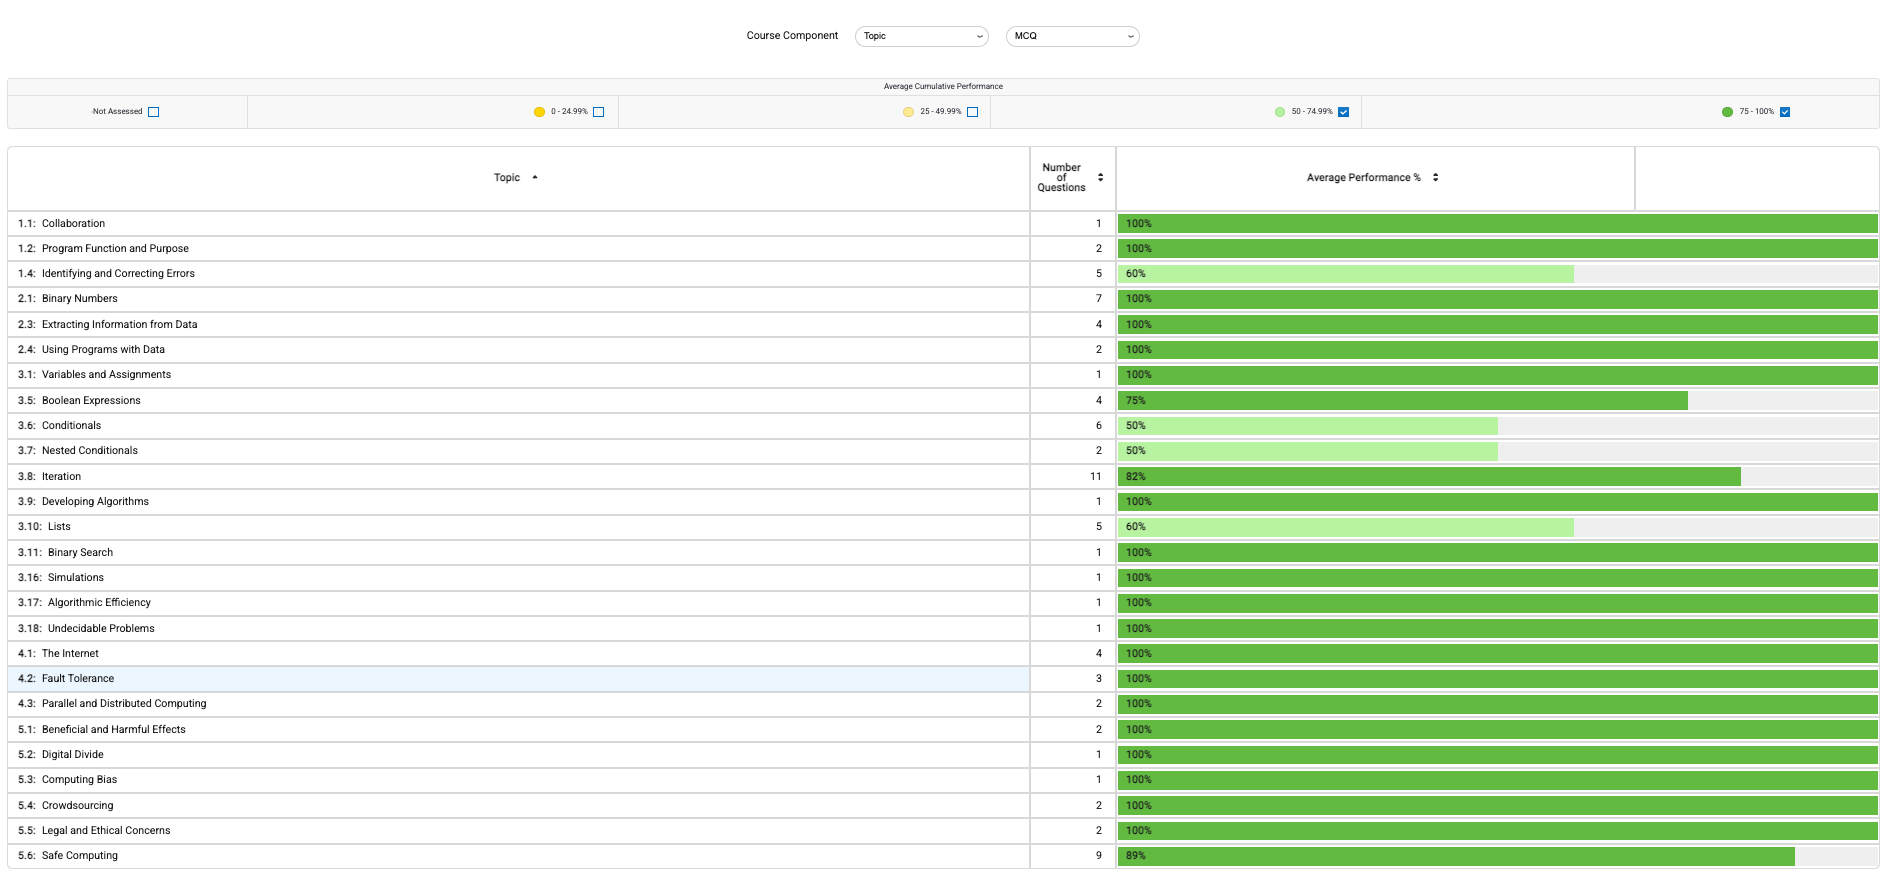 Course Component Topic MCQ
Average Cumulative Performance
Not Assessed 0 - 24.99% 25 - 49.99% 50 - 74.99% 75 - 100%
Topic Number of Questions Average Performance %
1.1: Collaboration 1 100%
1.2: Program Function and Purpose 2 100%
1.4: Identifying and Correcting Errors 5 60%
2.1: Binary Numbers 7 100%
2.3: Extracting Information from Data 4 100%
2.4: Using Programs with Data 2 100%
3.1: Variables and Assignments 1 100%
3.5: Boolean Expressions 4 75%
3.6: Conditionals 6 50%
3.7: Nested Conditionals 2 50%
3.8: Iteration 11 82%
3.9: Developing Algorithms 1 100%
3.10: Lists 5 60%
3.11: Binary Search 1 100%
3.16: Simulations 1 100%
3.17: Algorithmic Efficiency 1 100%
3.18: Undecidable Problems 1 100%
4.1: The Internet 4 100%
4.2: Fault Tolerance 3 100%
4.3: Parallel and Distributed Computing 2 100%
5.1: Beneficial and Harmful Effects 2 100%
5.2: Digital Divide 1 100%
5.3: Computing Bias 1 100%
5.4: Crowdsourcing 2 100%
5.5: Legal and Ethical Concerns 2 100%
5.6: Safe Computing 9 89%